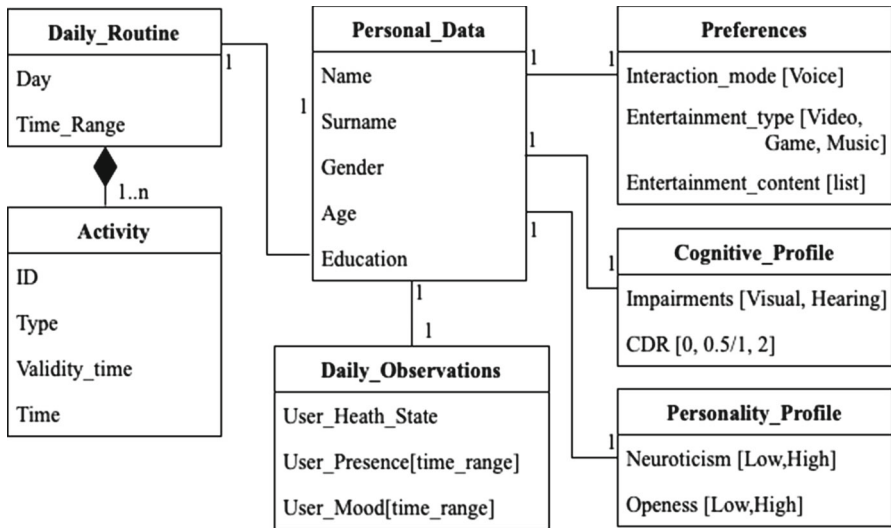 Daily_Routine
Day
Time_Range
1
1..n
Activity
ID
Type
Validity_time
Time
Personal_Data
Name
Surname
Gender
Age
Education
1
1
1
Daily_Observations
User_Heath_State
User_Presence[time_range]
User_Mood[time_range]
1
1
Preferences
Interaction_mode [Voice]
Entertainment_type [Video,
Game, Music]
Entertainment_content [list]
1
1
Cognitive_Profile
Impairments [Visual, Hearing]
CDR [0, 0.5/1, 2]
1
1
Personality_Profile
Neuroticism [Low,High]
Openess [Low,High]